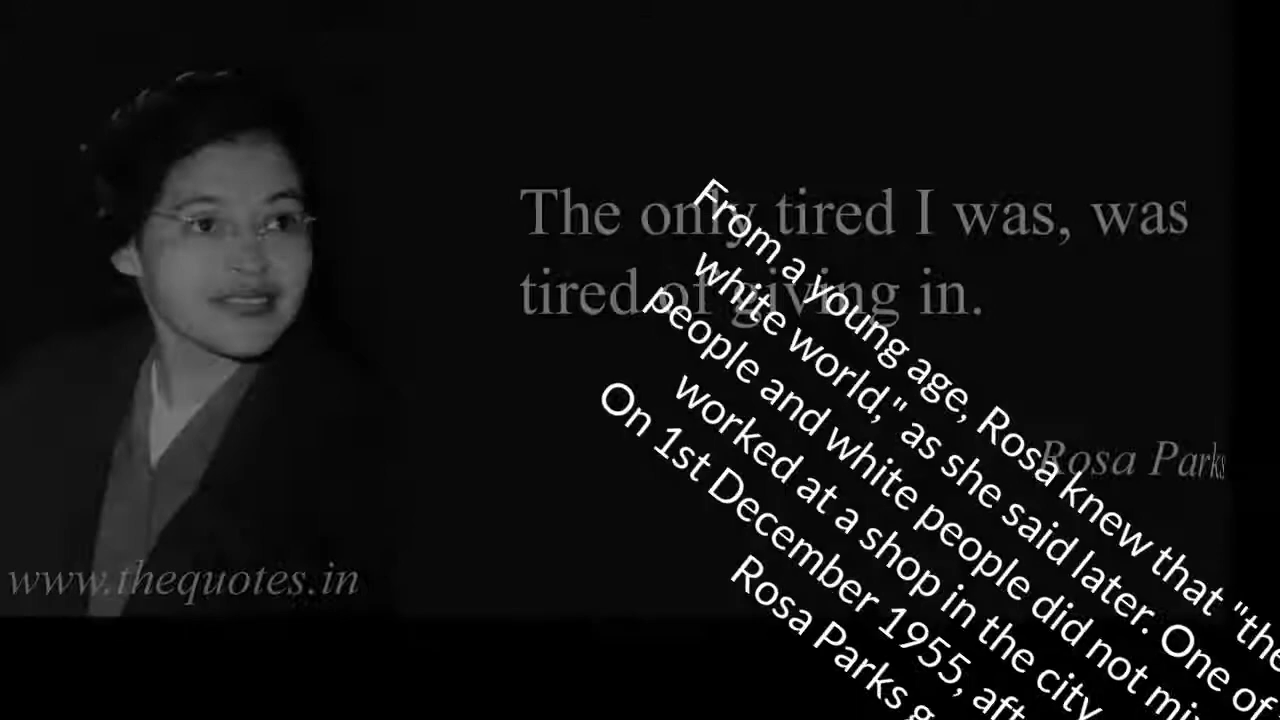 The only tired I was, was
tired of giving in.
Rosa Parks
www.thequotes.in
From a young age, Rosa knew that "the
white world," as she said later. One of
people and white people did not
worked at a shop in the city
On 1st December 1955,
Rosa Parks